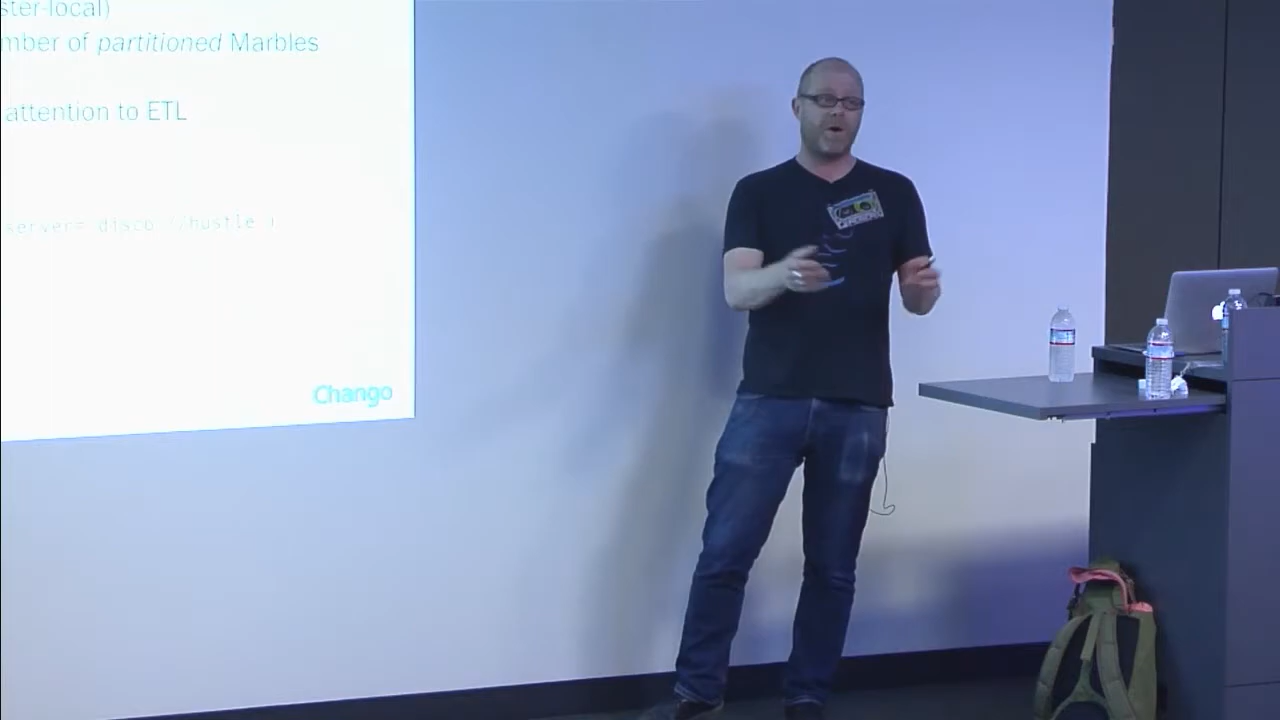 ster-local)
mber of partitioned Marbles
attention to ETL
server='disco://hustle')
Chango